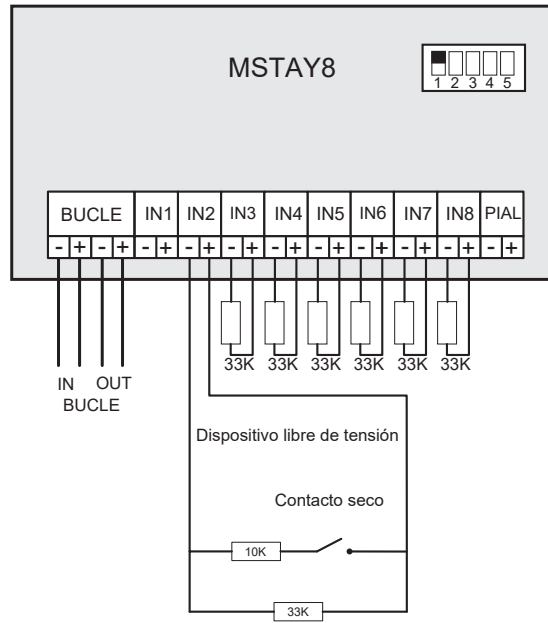 MSTAY8
1 2 3 4 5
BUCLE IN1 IN2 IN3 IN4 IN5 IN6 IN7 IN8 PIAL
- + - + - + - + - + - + - + - + - + - + - +
33K 33K 33K 33K 33K 33K
IN OUT
BUCLE
Dispositivo libre de tensión
Contacto seco
10K
33K